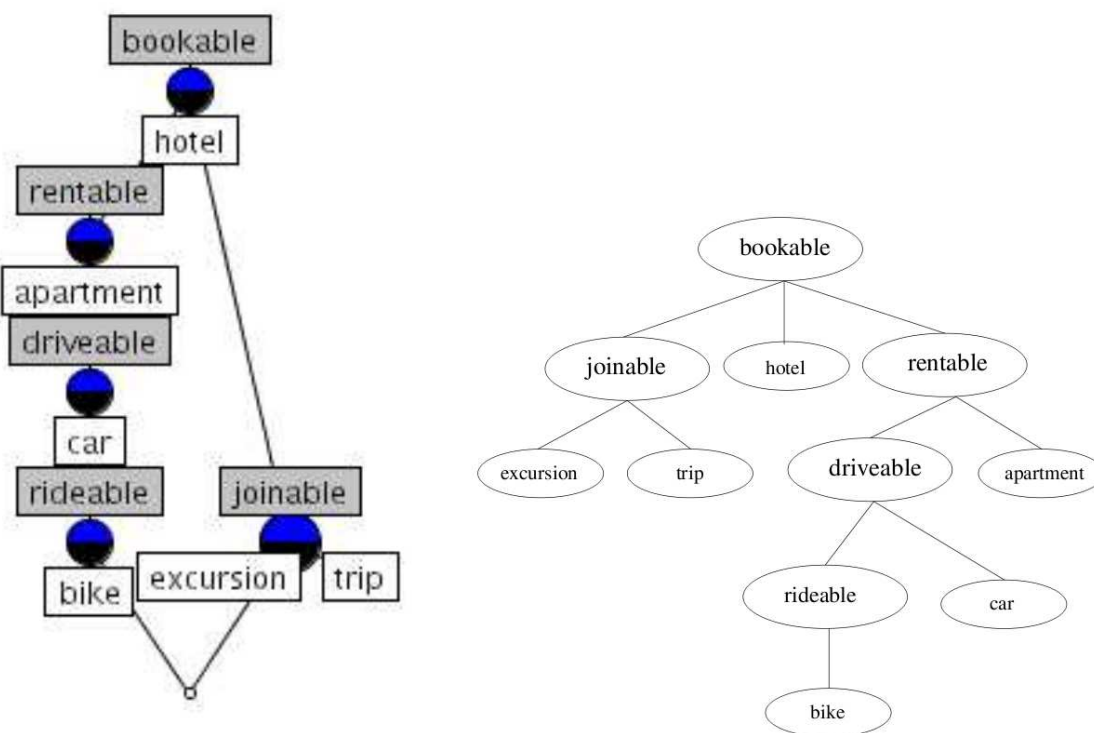 bookable
hotel
rentable
apartment
driveable
car
rideable
joinable
bike
excursion
trip
bookable
joinable
hotel
rentable
excursion
trip
driveable
apartment
rideable
car
bike